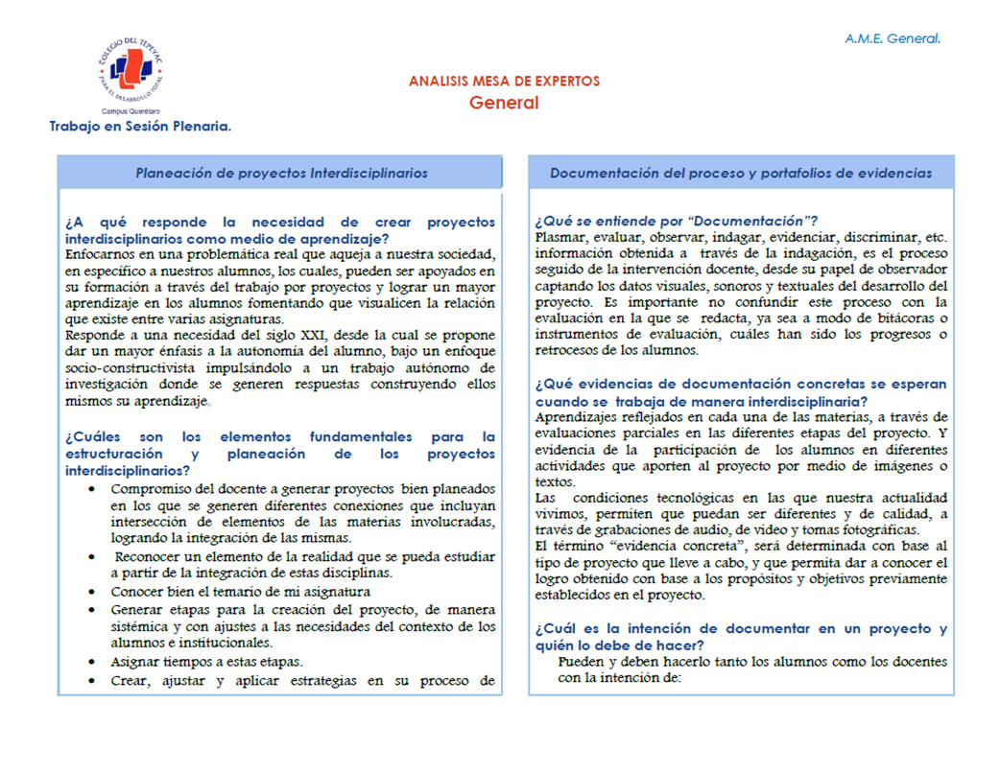 A.M.E. General.
COLEGIO DEL TEPEYAC
PARA EL DESARROLLO TOTAL
Campus Querétaro
ANALISIS MESA DE EXPERTOS
General
Trabajo en Sesión Plenaria.
Planeación de proyectos Interdisciplinarios
¿A qué responde la necesidad de crear proyectos
interdisciplinarios como medio de aprendizaje?
Enfocarnos en una problemática real que aqueja a nuestra sociedad,
en específico a nuestros alumnos, los cuales, pueden ser apoyados en
su formación a través del trabajo por proyectos y lograr un mayor
aprendizaje en los alumnos fomentando que visualicen la relación
que existe entre varias asignaturas.
Responde a una necesidad del siglo XXI, desde la cual se propone
dar un mayor énfasis a la autonomía del alumno, bajo un enfoque
socio-constructivista impulsándolo a un trabajo autónomo de
investigación donde se generen respuestas construyendo ellos
mismos su aprendizaje.
¿Cuáles son los elementos fundamentales para la
estructuración y planeación de los proyectos
interdisciplinarios?
• Compromiso del docente a generar proyectos bien planeados
en los que se generen diferentes conexiones que incluyan
intersección de elementos de las materias involucradas,
logrando la integración de las mismas.
• Reconocer un elemento de la realidad que se pueda estudiar
a partir de la integración de estas disciplinas.
• Conocer bien el temario de mi asignatura
• Generar etapas para la creación del proyecto, de manera
sistémica y con ajustes a las necesidades del contexto de los
alumnos e institucionales.
• Asignar tiempos a estas etapas.
• Crear, ajustar y aplicar estrategias en su proceso de
Documentación del proceso y portafolios de evidencias
¿Qué se entiende por “Documentación”?
Plasmar, evaluar, observar, indagar, evidenciar, discriminar, etc.
información obtenida a través de la indagación, es el proceso
seguido de la intervención docente, desde su papel de observador
captando los datos visuales, sonoros y textuales del desarrollo del
proyecto. Es importante no confundir este proceso con la
evaluación en la que se redacta, ya sea a modo de bitácoras o
instrumentos de evaluación, cuáles han sido los progresos o
retrocesos de los alumnos.
¿Qué evidencias de documentación concretas se esperan
cuando se trabaja de manera interdisciplinaria?
Aprendizajes reflejados en cada una de las materias, a través de
evaluaciones parciales en las diferentes etapas del proyecto. Y
evidencia de la participación de los alumnos en diferentes
actividades que aporten al proyecto por medio de imágenes o
textos.
Las condiciones tecnológicas en las que nuestra actualidad
vivimos, permiten que puedan ser diferentes y de calidad, a
través de grabaciones de audio, de video y tomas fotográficas.
El término “evidencia concreta”, será determinada con base al
tipo de proyecto que lleve a cabo, y que permita dar a conocer el
logro obtenido con base a los propósitos y objetivos previamente
establecidos en el proyecto.
¿Cuál es la intención de documentar en un proyecto y
quién lo debe de hacer?
Pueden y deben hacerlo tanto los alumnos como los docentes
con la intención de: